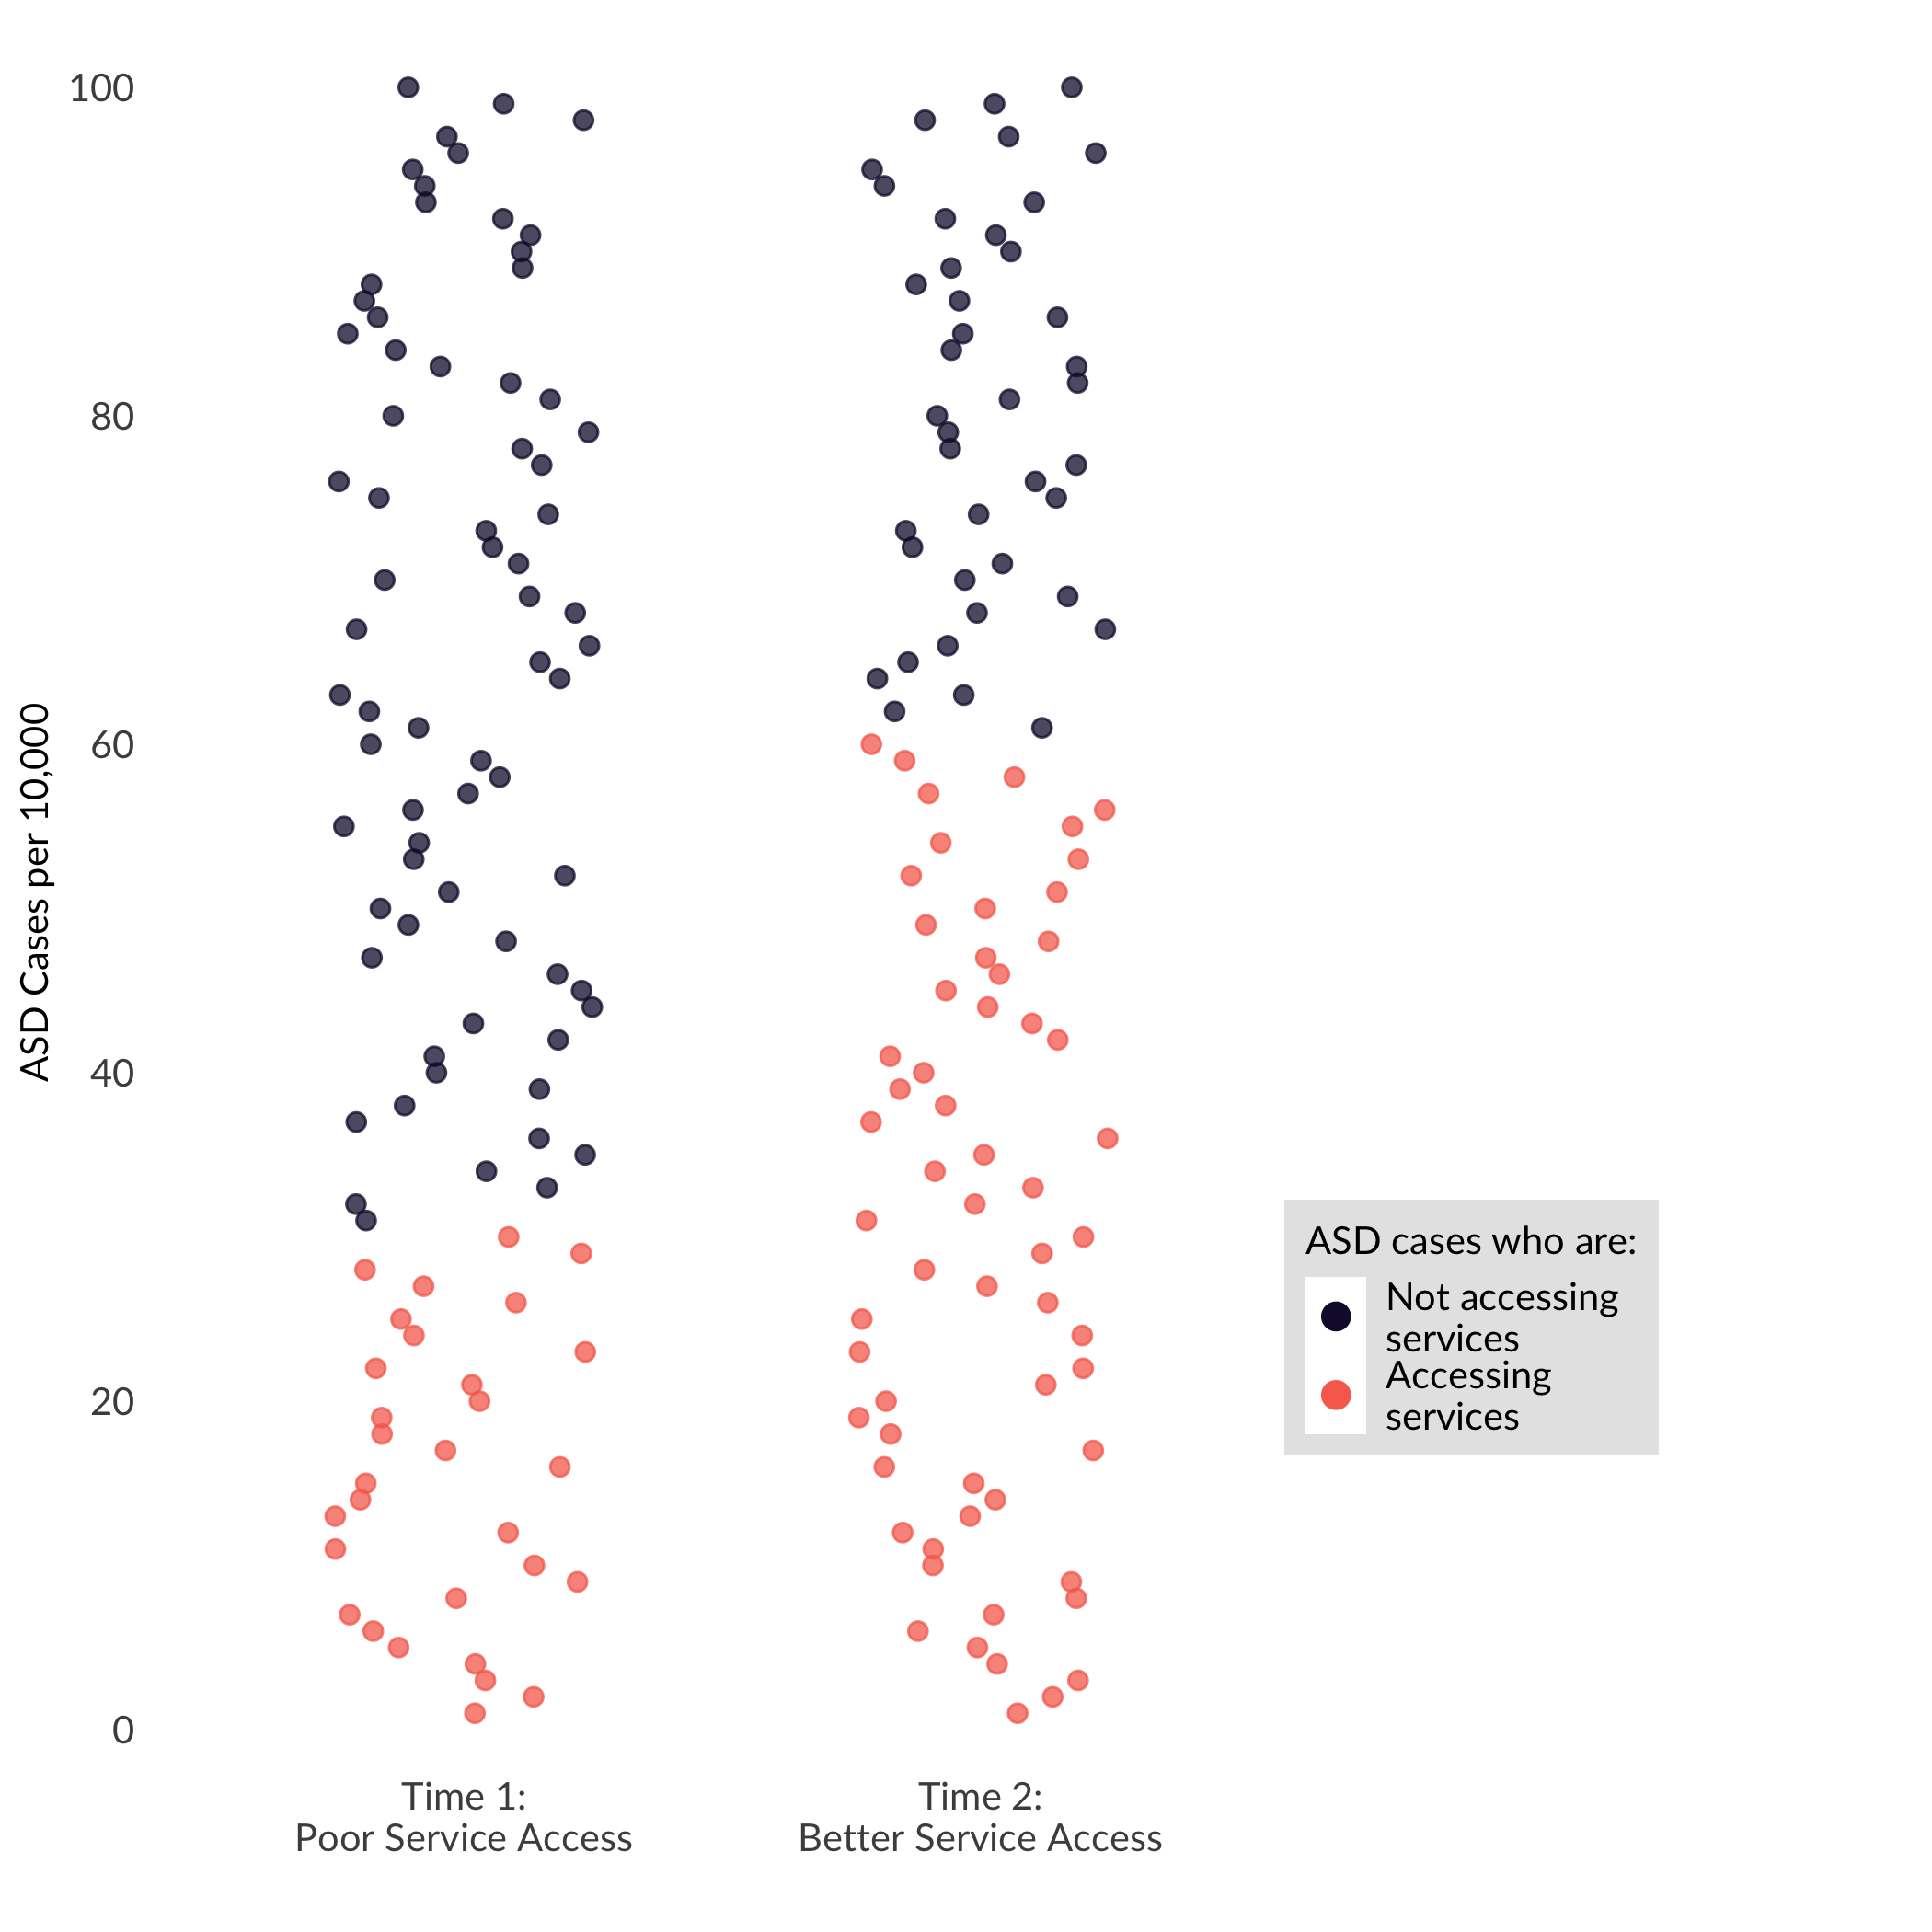 100
80
60
40
20
0
ASD Cases per 10,000
Time 1:
Poor Service Access
Time 2:
Better Service Access
ASD cases who are:
Not accessing
services
Accessing
services